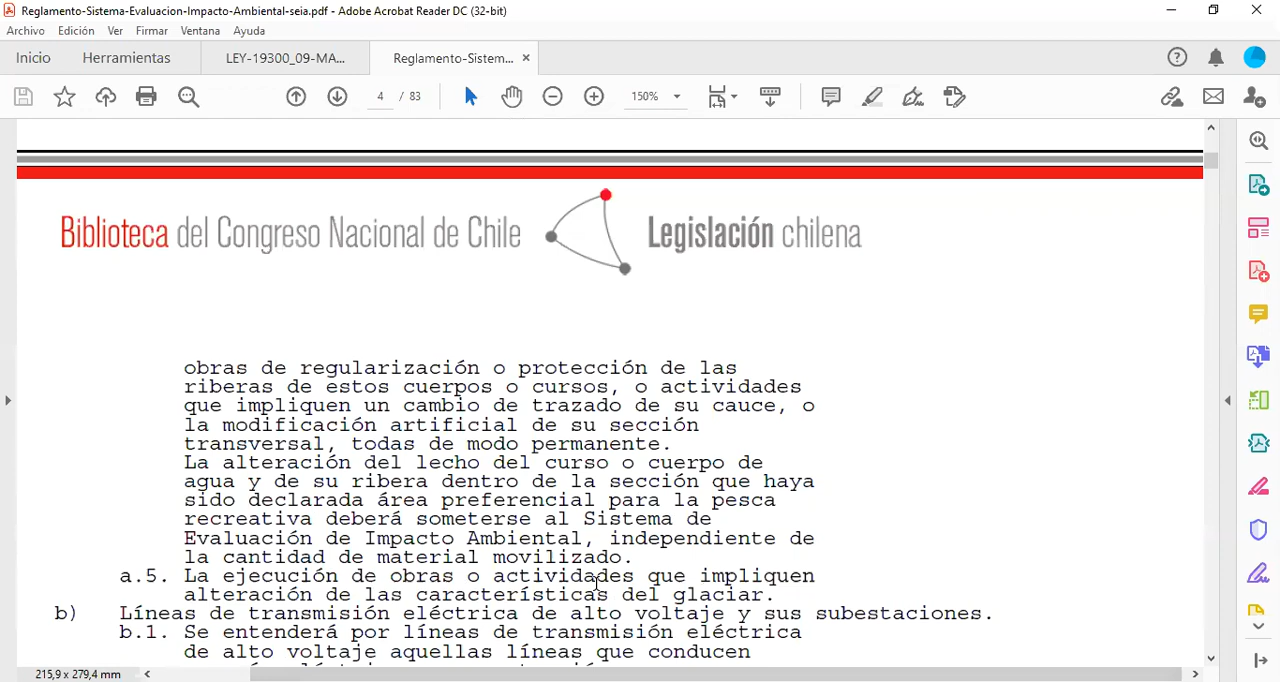 Reglamento-Sistema-Evaluacion-Impacto-Ambiental-seia.pdf - Adobe Acrobat Reader DC (32-bit)
Archivo Edición Ver Firmar Ventana Ayuda
Inicio Herramientas LEY-19300_09-MA... Reglamento-Sistem... ×
4 / 83 150%
Biblioteca del Congreso Nacional de Chile Legislación chilena
obras de regularización o protección de las
riberas de estos cuerpos o cursos, o actividades
que impliquen un cambio de trazado de su cauce, o
la modificación artificial de su sección
transversal, todas de modo permanente.
La alteración del lecho del curso o cuerpo de
agua y de su ribera dentro de la sección que haya
sido declarada área preferencial para la pesca
recreativa deberá someterse al Sistema de
Evaluación de Impacto Ambiental, independiente de
la cantidad de material movilizado.
a.5. La ejecución de obras o actividades que impliquen
alteración de las características del glaciar.
b) Líneas de transmisión eléctrica de alto voltaje y sus subestaciones.
b.1. Se entenderá por líneas de transmisión eléctrica
de alto voltaje aquellas líneas que conducen
215,9 x 279,4 mm